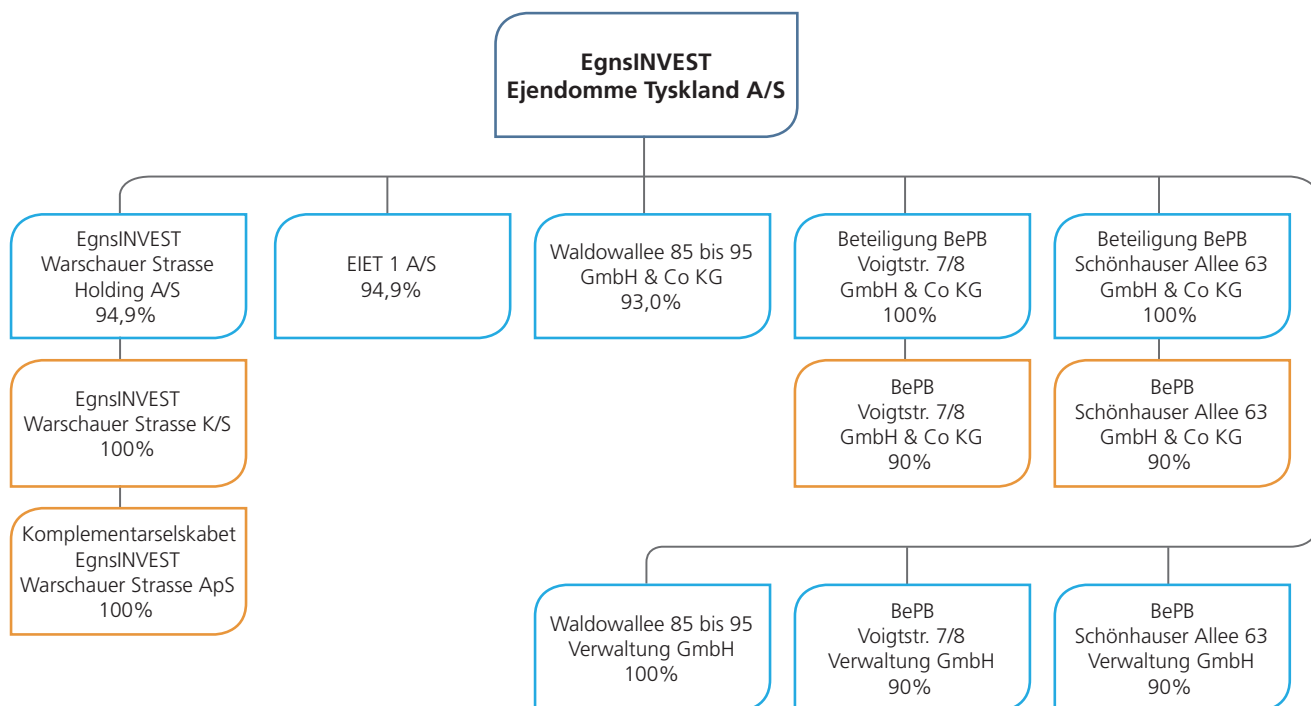 EgnsINVEST
Ejendomme Tyskland A/S
EgnsINVEST
Warschauer Strasse
Holding A/S
94,9%
EIET 1 A/S
94,9%
Waldowallee 85 bis 95
GmbH & Co KG
93,0%
Beteiligung BePB
Voigtstr. 7/8
GmbH & Co KG
100%
Beteiligung BePB
Schönhauser Allee 63
GmbH & Co KG
100%
EgnsINVEST
Warschauer Strasse K/S
100%
BePB
Voigtstr. 7/8
GmbH & Co KG
90%
BePB
Schönhauser Allee 63
GmbH & Co KG
90%
Komplementarselskabet
EgnsINVEST
Warschauer Strasse ApS
100%
Waldowallee 85 bis 95
Verwaltung GmbH
100%
BePB
Voigtstr. 7/8
Verwaltung GmbH
90%
BePB
Schönhauser Allee 63
Verwaltung GmbH
90%